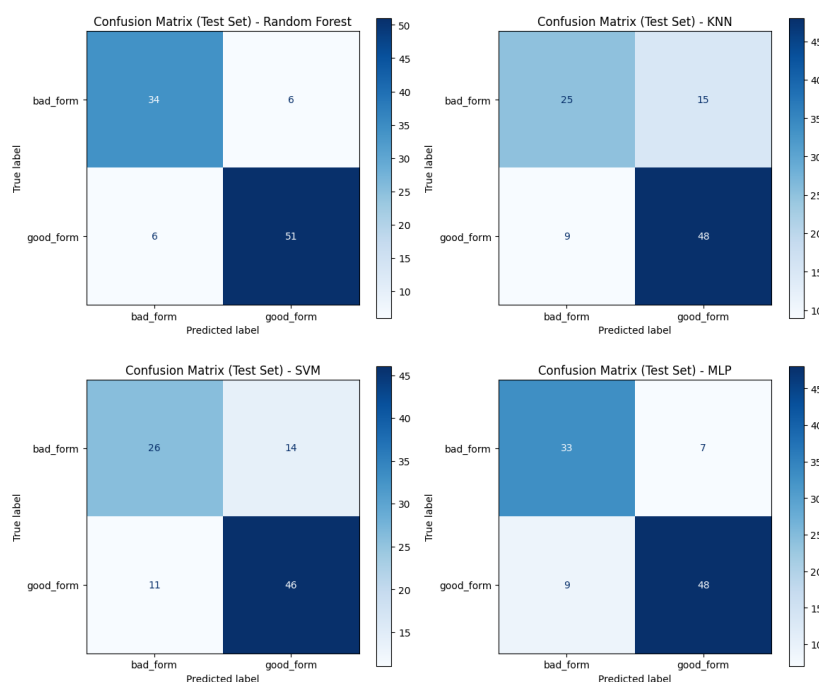 Confusion Matrix (Test Set) - Random Forest
True label
bad_form
good_form
34
6
6
51
bad_form
good_form
Predicted label
50
45
40
35
30
25
20
15
10
Confusion Matrix (Test Set) - KNN
True label
bad_form
good_form
25
15
9
48
bad_form
good_form
Predicted label
45
40
35
30
25
20
15
10
Confusion Matrix (Test Set) - SVM
True label
bad_form
good_form
26
14
11
46
bad_form
good_form
Predicted label
45
40
35
30
25
20
15
Confusion Matrix (Test Set) - MLP
True label
bad_form
good_form
33
7
9
48
bad_form
good_form
Predicted label
45
40
35
30
25
20
15
10